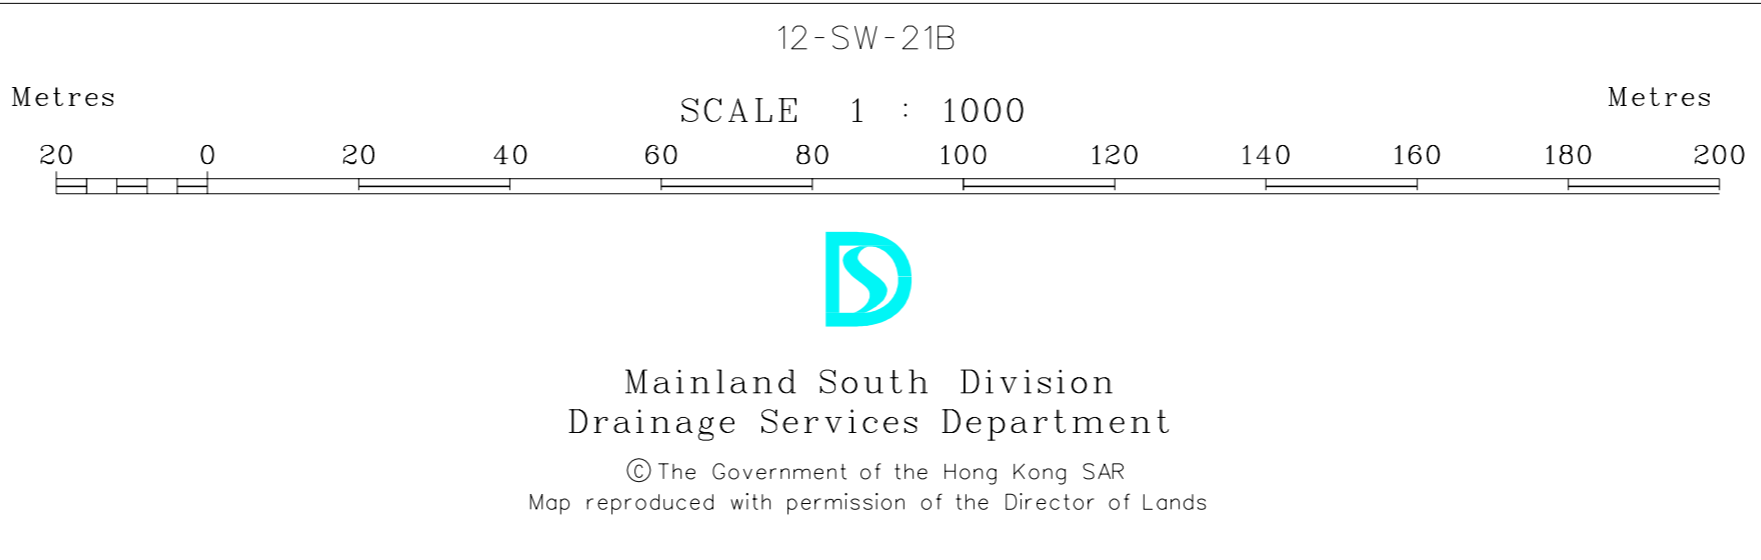 12-SW-21B
Metres Metres
SCALE 1 : 1000
20 0 20 40 60 80 100 120 140 160 180 200
Mainland South Division
Drainage Services Department
© The Government of the Hong Kong SAR
Map reproduced with permission of the Director of Lands